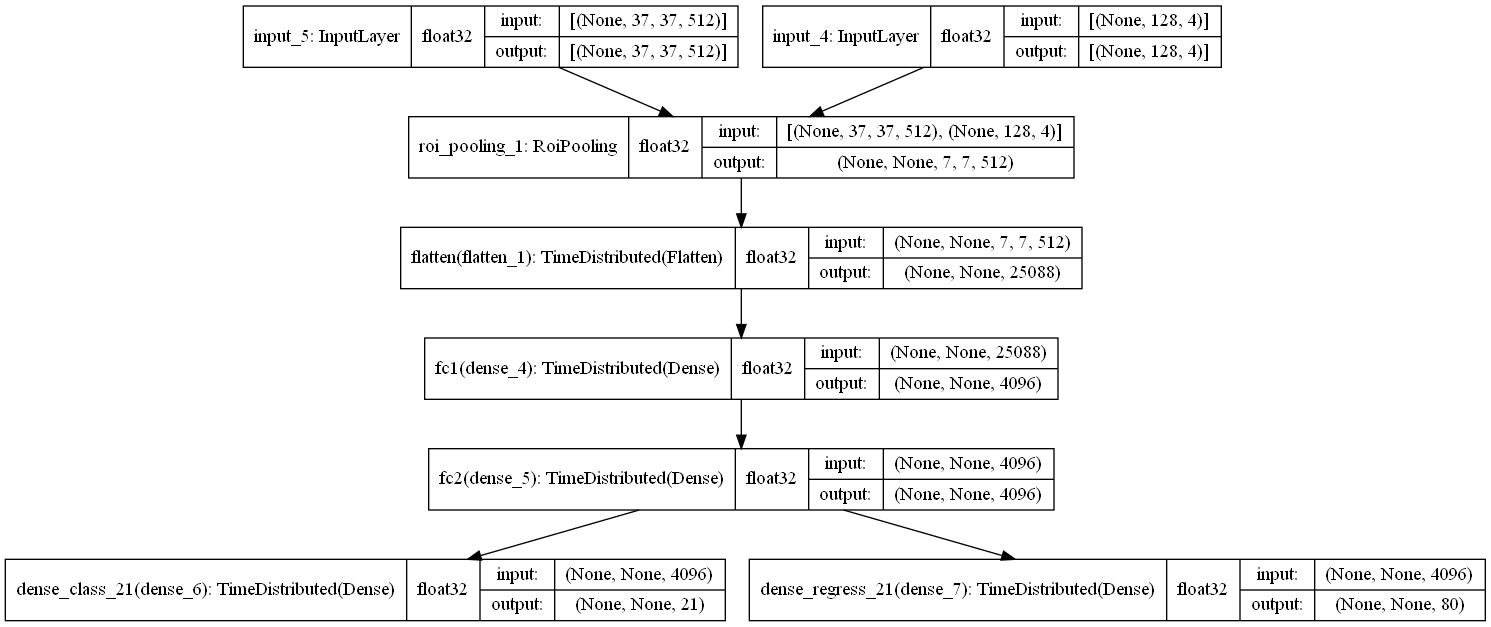 input_5: InputLayer float32 input: [(None, 37, 37, 512)]
output: [(None, 37, 37, 512)]
input_4: InputLayer float32 input: [(None, 128, 4)]
output: [(None, 128, 4)]
roi_pooling_1: RoiPooling float32 input: [(None, 37, 37, 512), (None, 128, 4)]
output: (None, None, 7, 7, 512)
flatten(flatten_1): TimeDistributed(Flatten) float32 input: (None, None, 7, 7, 512)
output: (None, None, 25088)
fc1(dense_4): TimeDistributed(Dense) float32 input: (None, None, 25088)
output: (None, None, 4096)
fc2(dense_5): TimeDistributed(Dense) float32 input: (None, None, 4096)
output: (None, None, 4096)
dense_class_21(dense_6): TimeDistributed(Dense) float32 input: (None, None, 4096)
output: (None, None, 21)
dense_regress_21(dense_7): TimeDistributed(Dense) float32 input: (None, None, 4096)
output: (None, None, 80)